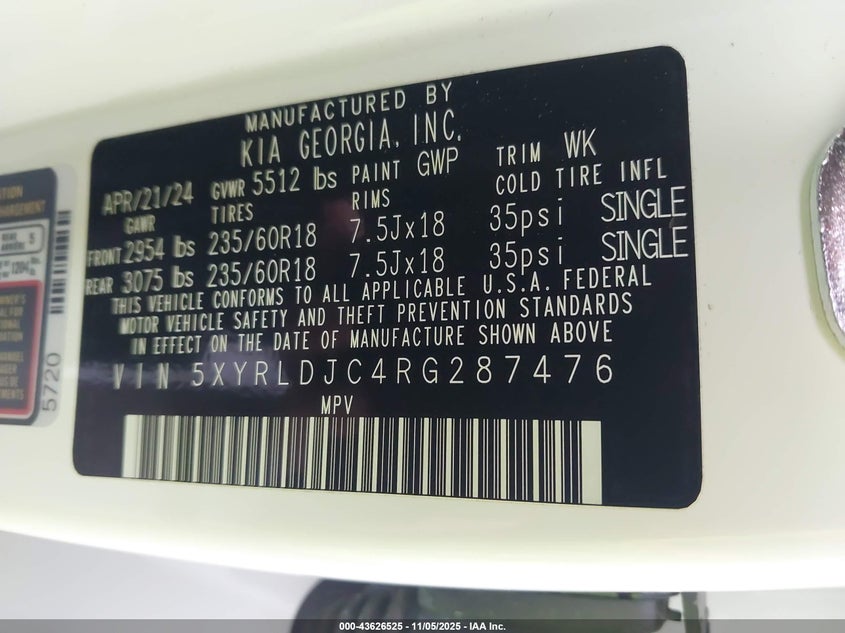 MANUFACTURED BY
KIA GEORGIA, INC.
APR/21/24 GVWR 5512 lbs PAINT GWP TRIM WK
GAWR TIRES RIMS COLD TIRE INFL
FRONT 2954 lbs 235/60R18 7.5Jx18 35psi SINGLE
REAR 3075 lbs 235/60R18 7.5Jx18 35psi SINGLE
THIS VEHICLE CONFORMS TO ALL APPLICABLE U.S.A. FEDERAL
MOTOR VEHICLE SAFETY AND THEFT PREVENTION STANDARDS
IN EFFECT ON THE DATE OF MANUFACTURE SHOWN ABOVE
VIN 5XYRLDJC4RG287476
MPV
5720
000-43626525 - 11/05/2025 - IAA Inc.